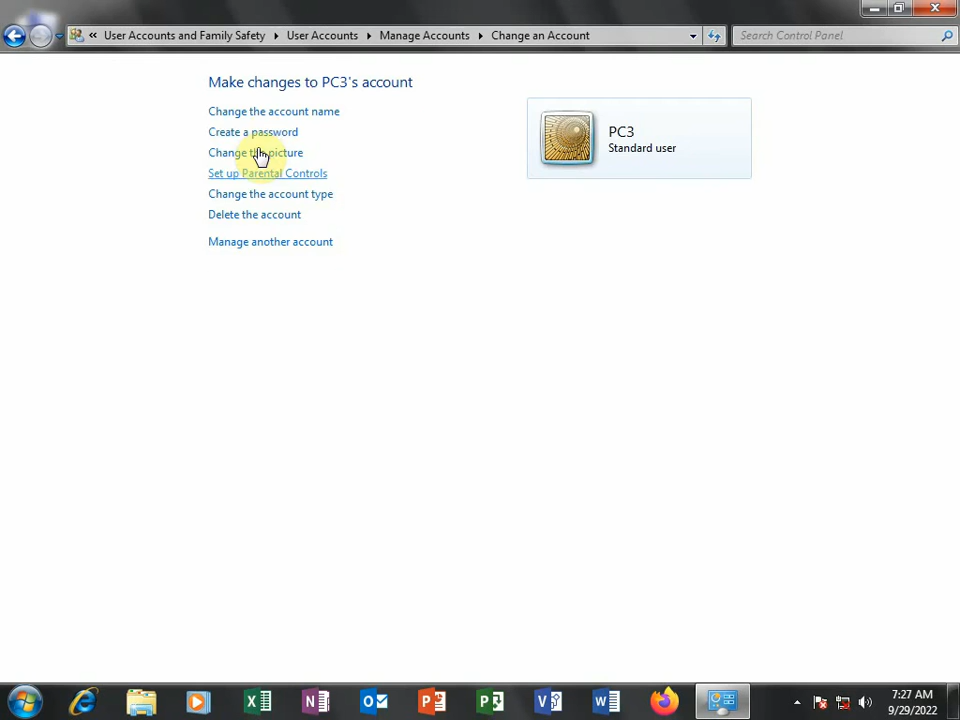 « User Accounts and Family Safety User Accounts Manage Accounts Change an Account Search Control Panel
Make changes to PC3's account
Change the account name
Create a password
Change the picture
Set up Parental Controls
Change the account type
Delete the account
Manage another account
PC3
Standard user
7:27 AM
9/29/2022